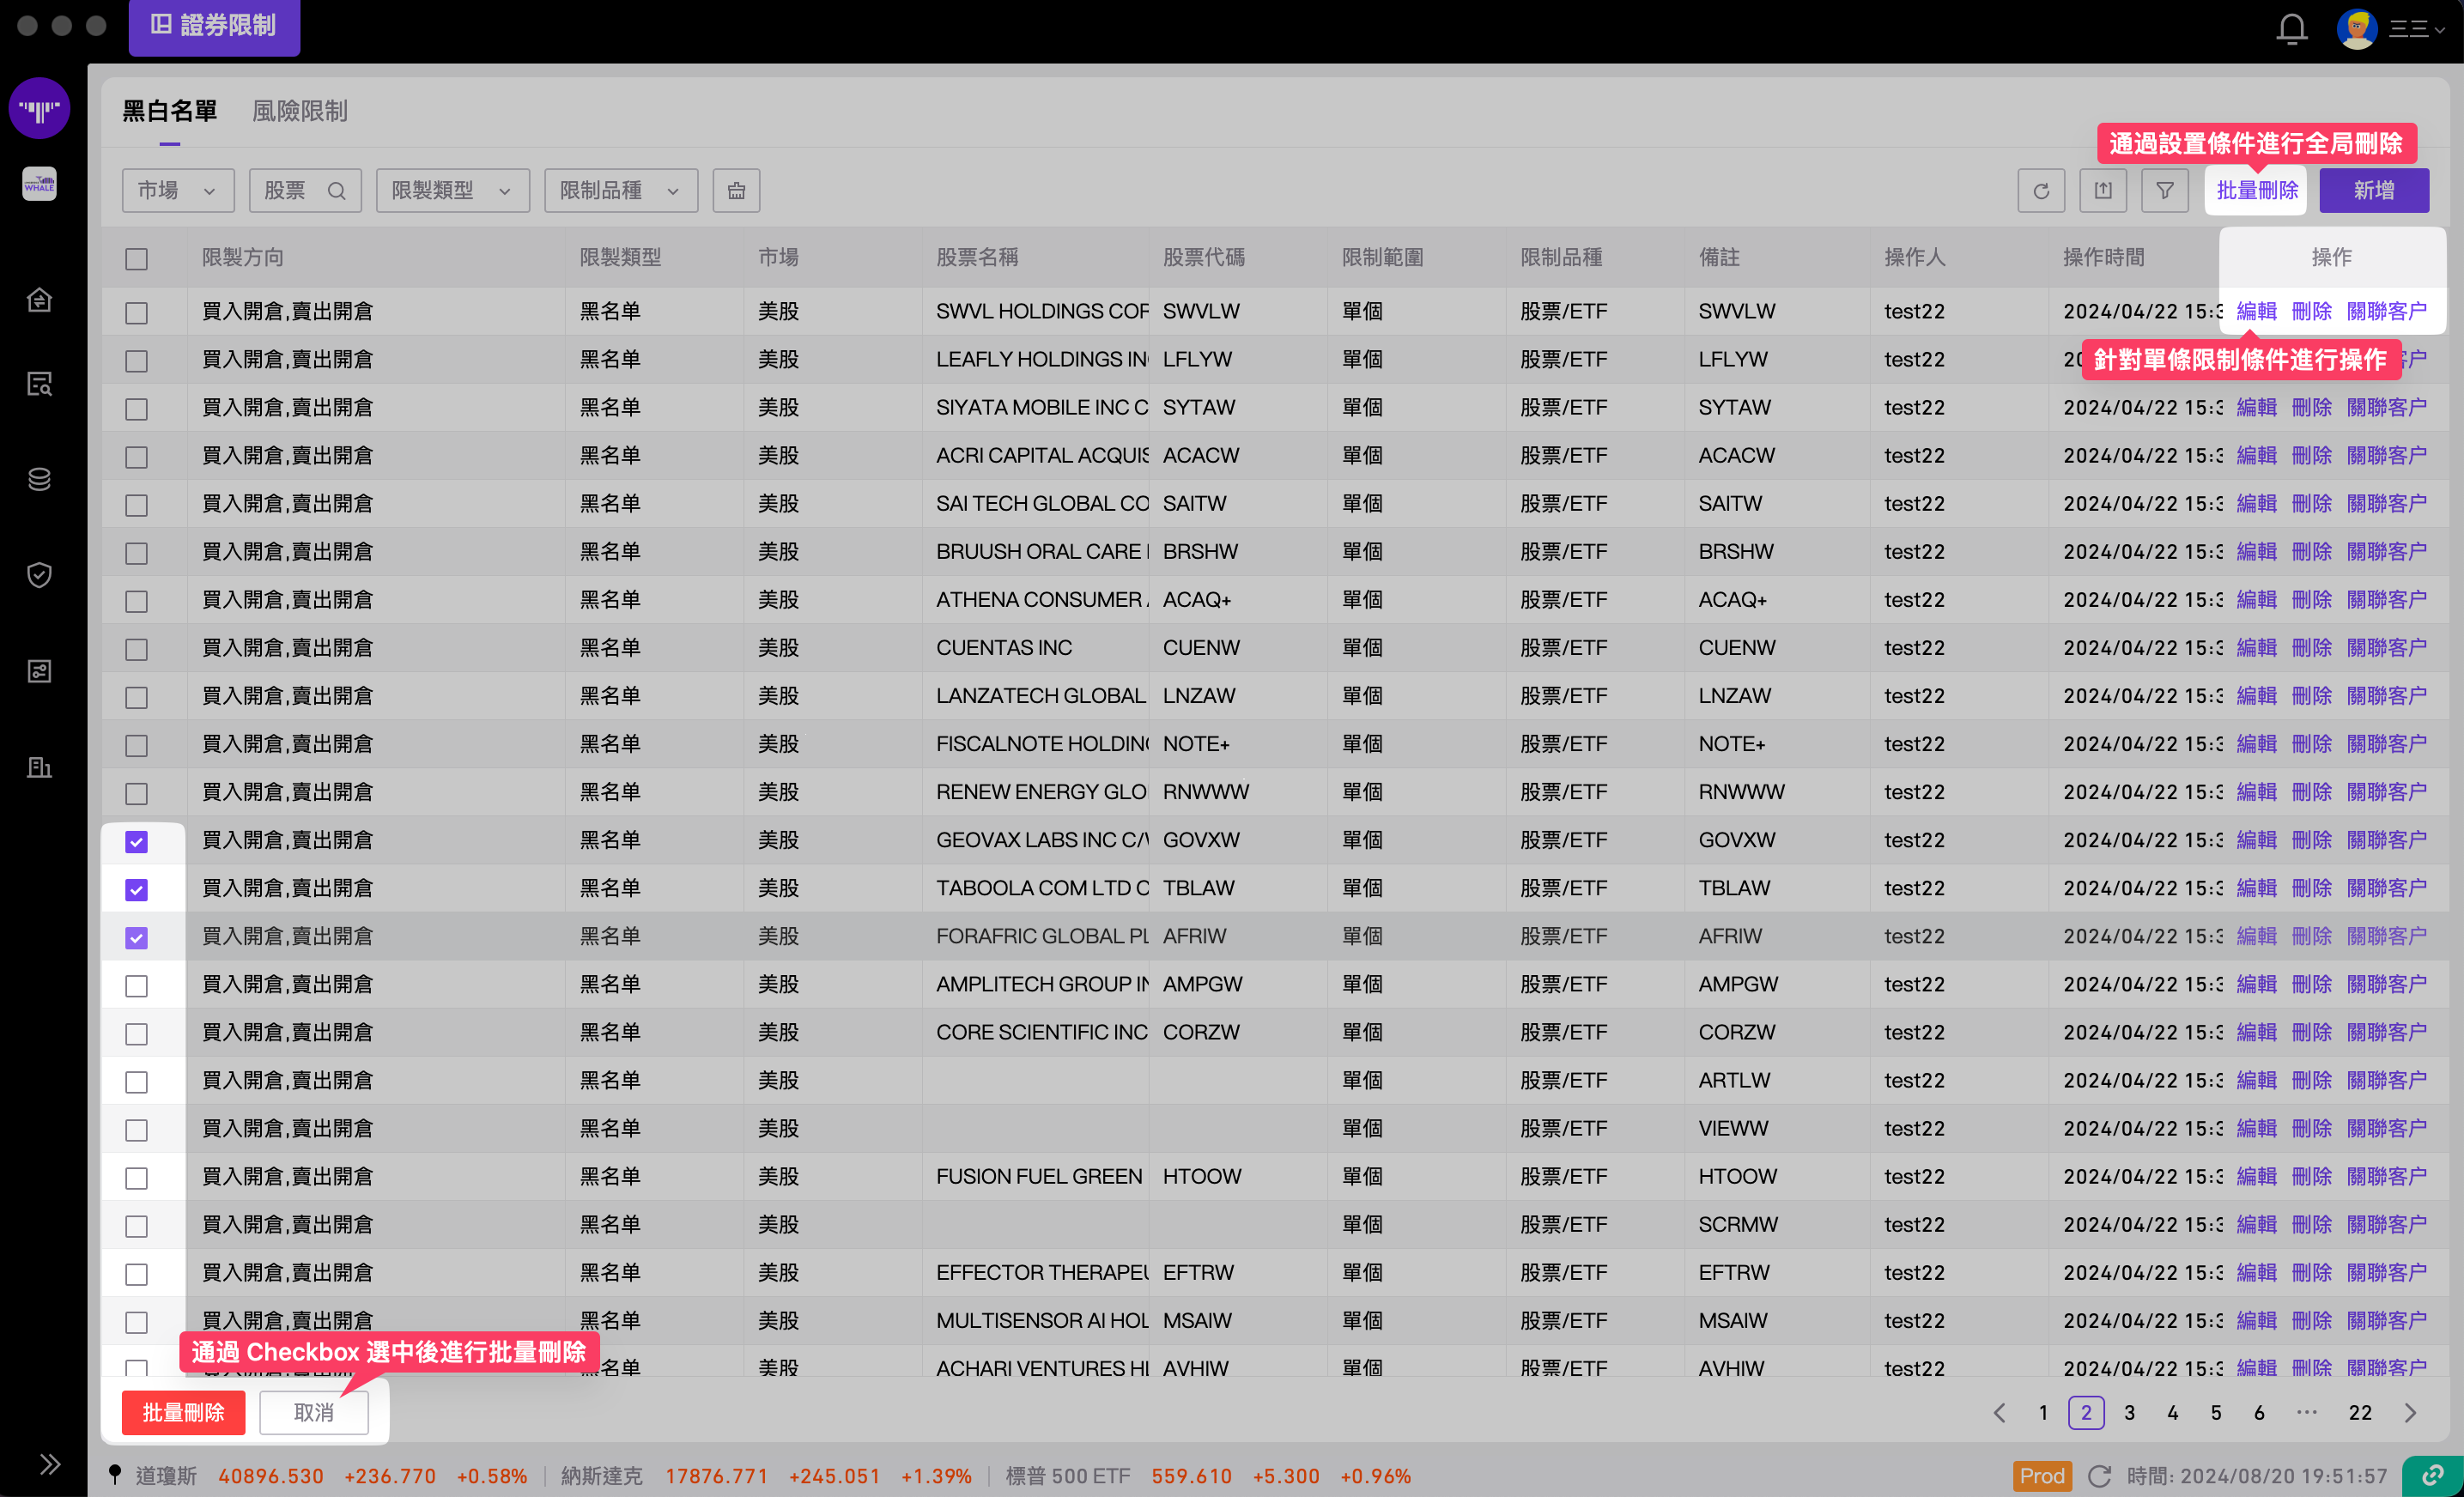 證券限制
三三
WHALE
黑白名單 風險限制
通過設置條件進行全局刪除
市場 股票 限製類型 限制品種 批量刪除 新增
限製方向 限製類型 市場 股票名稱 股票代碼 限制範圍 限制品種 備註 操作人 操作時間 操作
買入開倉,賣出開倉 黑名单 美股 SWVL HOLDINGS COR SWVLW 單個 股票/ETF SWVLW test22 2024/04/22 15:3 編輯 刪除 關聯客户
買入開倉,賣出開倉 黑名单 美股 LEAFLY HOLDINGS IN LFLYW 單個 股票/ETF LFLYW test22 20 户
針對單條限制條件進行操作
買入開倉,賣出開倉 黑名单 美股 SIYATA MOBILE INC C SYTAW 單個 股票/ETF SYTAW test22 2024/04/22 15:3 編輯 刪除 關聯客户
買入開倉,賣出開倉 黑名单 美股 ACRI CAPITAL ACQUIS ACACW 單個 股票/ETF ACACW test22 2024/04/22 15:3 編輯 刪除 關聯客户
買入開倉,賣出開倉 黑名单 美股 SAI TECH GLOBAL CO SAITW 單個 股票/ETF SAITW test22 2024/04/22 15:3 編輯 刪除 關聯客户
買入開倉,賣出開倉 黑名单 美股 BRUUSH ORAL CARE BRSHW 單個 股票/ETF BRSHW test22 2024/04/22 15:3 編輯 刪除 關聯客户
買入開倉,賣出開倉 黑名单 美股 ATHENA CONSUMER ACAQ+ 單個 股票/ETF ACAQ+ test22 2024/04/22 15:3 編輯 刪除 關聯客户
買入開倉,賣出開倉 黑名单 美股 CUENTAS INC CUENW 單個 股票/ETF CUENW test22 2024/04/22 15:3 編輯 刪除 關聯客户
買入開倉,賣出開倉 黑名单 美股 LANZATECH GLOBAL LNZAW 單個 股票/ETF LNZAW test22 2024/04/22 15:3 編輯 刪除 關聯客户
買入開倉,賣出開倉 黑名单 美股 FISCALNOTE HOLDING NOTE+ 單個 股票/ETF NOTE+ test22 2024/04/22 15:3 編輯 刪除 關聯客户
買入開倉,賣出開倉 黑名单 美股 RENEW ENERGY GLO RNWWW 單個 股票/ETF RNWWW test22 2024/04/22 15:3 編輯 刪除 關聯客户
買入開倉,賣出開倉 黑名单 美股 GEOVAX LABS INC C/ GOVXW 單個 股票/ETF GOVXW test22 2024/04/22 15:3 編輯 刪除 關聯客户
買入開倉,賣出開倉 黑名单 美股 TABOOLA COM LTD C TBLAW 單個 股票/ETF TBLAW test22 2024/04/22 15:3 編輯 刪除 關聯客户
買入開倉,賣出開倉 黑名单 美股 FORAFRIC GLOBAL PL AFRIW 單個 股票/ETF AFRIW test22 2024/04/22 15:3 編輯 刪除 關聯客户
買入開倉,賣出開倉 黑名单 美股 AMPLITECH GROUP IN AMPGW 單個 股票/ETF AMPGW test22 2024/04/22 15:3 編輯 刪除 關聯客户
買入開倉,賣出開倉 黑名单 美股 CORE SCIENTIFIC INC CORZW 單個 股票/ETF CORZW test22 2024/04/22 15:3 編輯 刪除 關聯客户
買入開倉,賣出開倉 黑名单 美股 單個 股票/ETF ARTLW test22 2024/04/22 15:3 編輯 刪除 關聯客户
買入開倉,賣出開倉 黑名单 美股 單個 股票/ETF VIEWW test22 2024/04/22 15:3 編輯 刪除 關聯客户
買入開倉,賣出開倉 黑名单 美股 FUSION FUEL GREEN HTOOW 單個 股票/ETF HTOOW test22 2024/04/22 15:3 編輯 刪除 關聯客户
買入開倉,賣出開倉 黑名单 美股 單個 股票/ETF SCRMW test22 2024/04/22 15:3 編輯 刪除 關聯客户
買入開倉,賣出開倉 黑名单 美股 EFFECTOR THERAPEU EFTRW 單個 股票/ETF EFTRW test22 2024/04/22 15:3 編輯 刪除 關聯客户
買入開倉,賣出開倉 黑名单 美股 MULTISENSOR AI HOL MSAIW 單個 股票/ETF MSAIW test22 2024/04/22 15:3 編輯 刪除 關聯客户
通過 Checkbox 選中後進行批量刪除
名单 美股 ACHARI VENTURES HL AVHIW 單個 股票/ETF AVHIW test22 2024/04/22 15:3 編輯 刪除 關聯客户
批量刪除 取消 1 2 3 4 5 6 ••• 22
道瓊斯 40896.530 +236.770 +0.58% 納斯達克 17876.771 +245.051 +1.39% 標普 500 ETF 559.610 +5.300 +0.96% Prod 時間: 2024/08/20 19:51:57